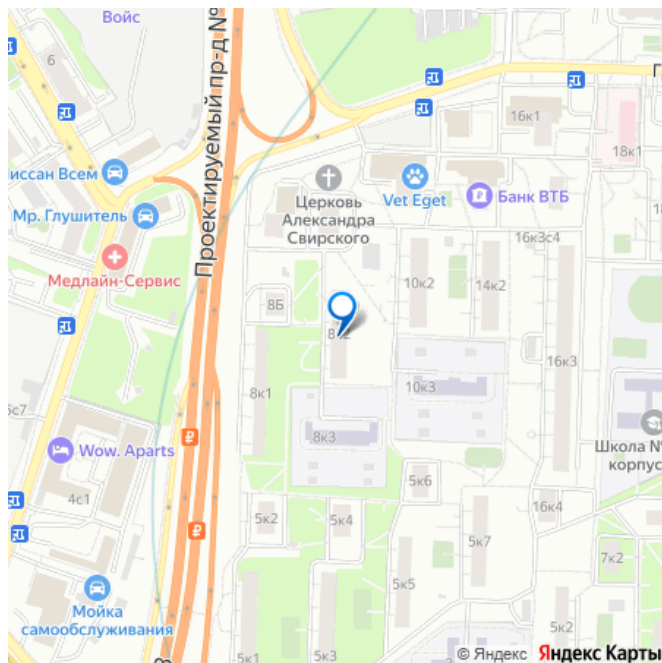 Войс
6
Проектируемый пр-д №
16к1
18к1
иссан Всем
Мр. Глушитель
Vet Eget
Банк ВТБ
Церковь
Александра
Свирского
Медлайн-Сервис
16к3с4
10к2
14к2
8Б
8к2
16к3
8к1
10к3
6с7
8к3
Школа №
корпус
Wow. Aparts
4с1
5к6
16к4
5к2
5к4
5к7
7к2
5к5
Мойка
самообслуживания
5к2
5к3
© Яндекс Яндекс Карты